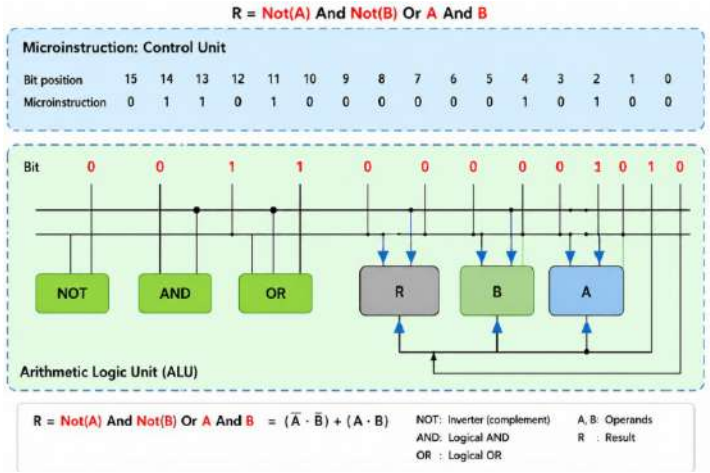 R = Not(A) And Not(B) Or A And B
Microinstruction: Control Unit
Bit position 15 14 13 12 11 10 9 8 7 6 5 4 3 2 1 0
Microinstruction 0 1 1 0 1 0 0 0 0 0 0 1 0 1 0 0
Bit 0 0 1 1 0 0 0 0 0 1 0 1 0
NOT AND OR R B A
Arithmetic Logic Unit (ALU)
R = Not(A) And Not(B) Or A And B = (A̅ · B̅) + (A · B) NOT: Inverter (complement) A, B: Operands
AND: Logical AND R : Result
OR : Logical OR